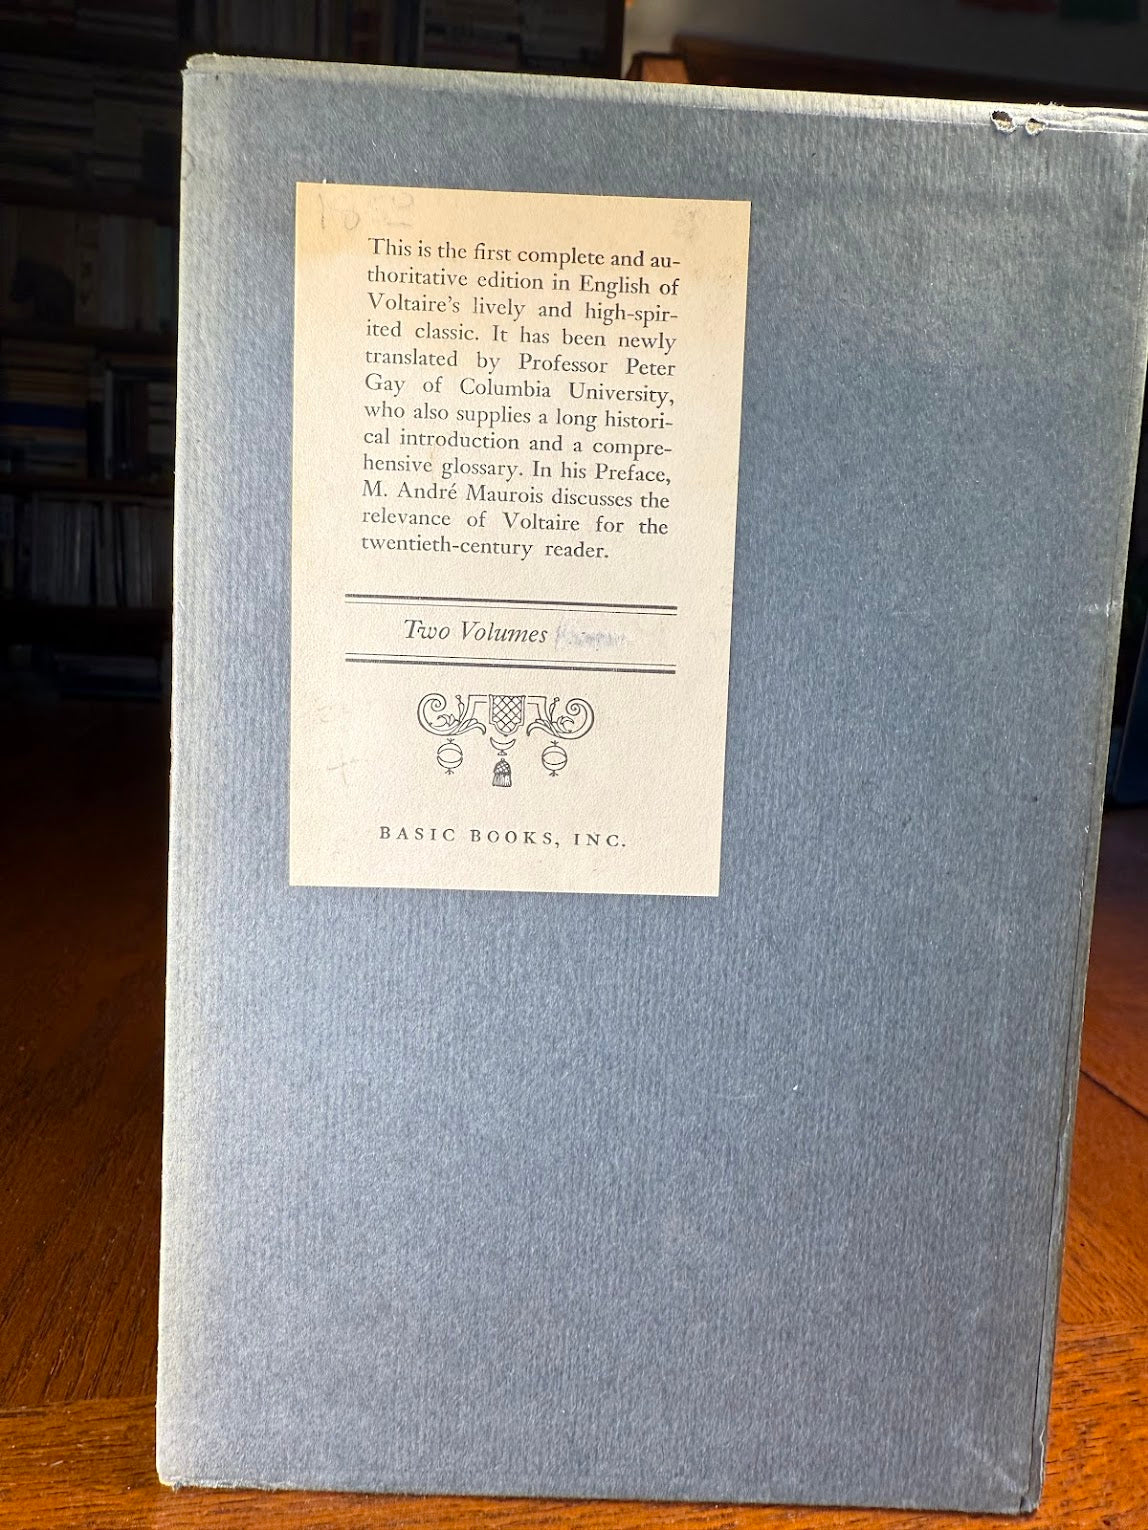 This is the first complete and au-
thoritative edition in English of
Voltaire's lively and high-spir-
ited classic. It has been newly
translated by Professor Peter
Gay of Columbia University,
who also supplies a long histori-
cal introduction and a compre-
hensive glossary. In his Preface,
M. André Maurois discusses the
relevance of Voltaire for the
twentieth-century reader.
Two Volumes
BASIC BOOKS, INC.